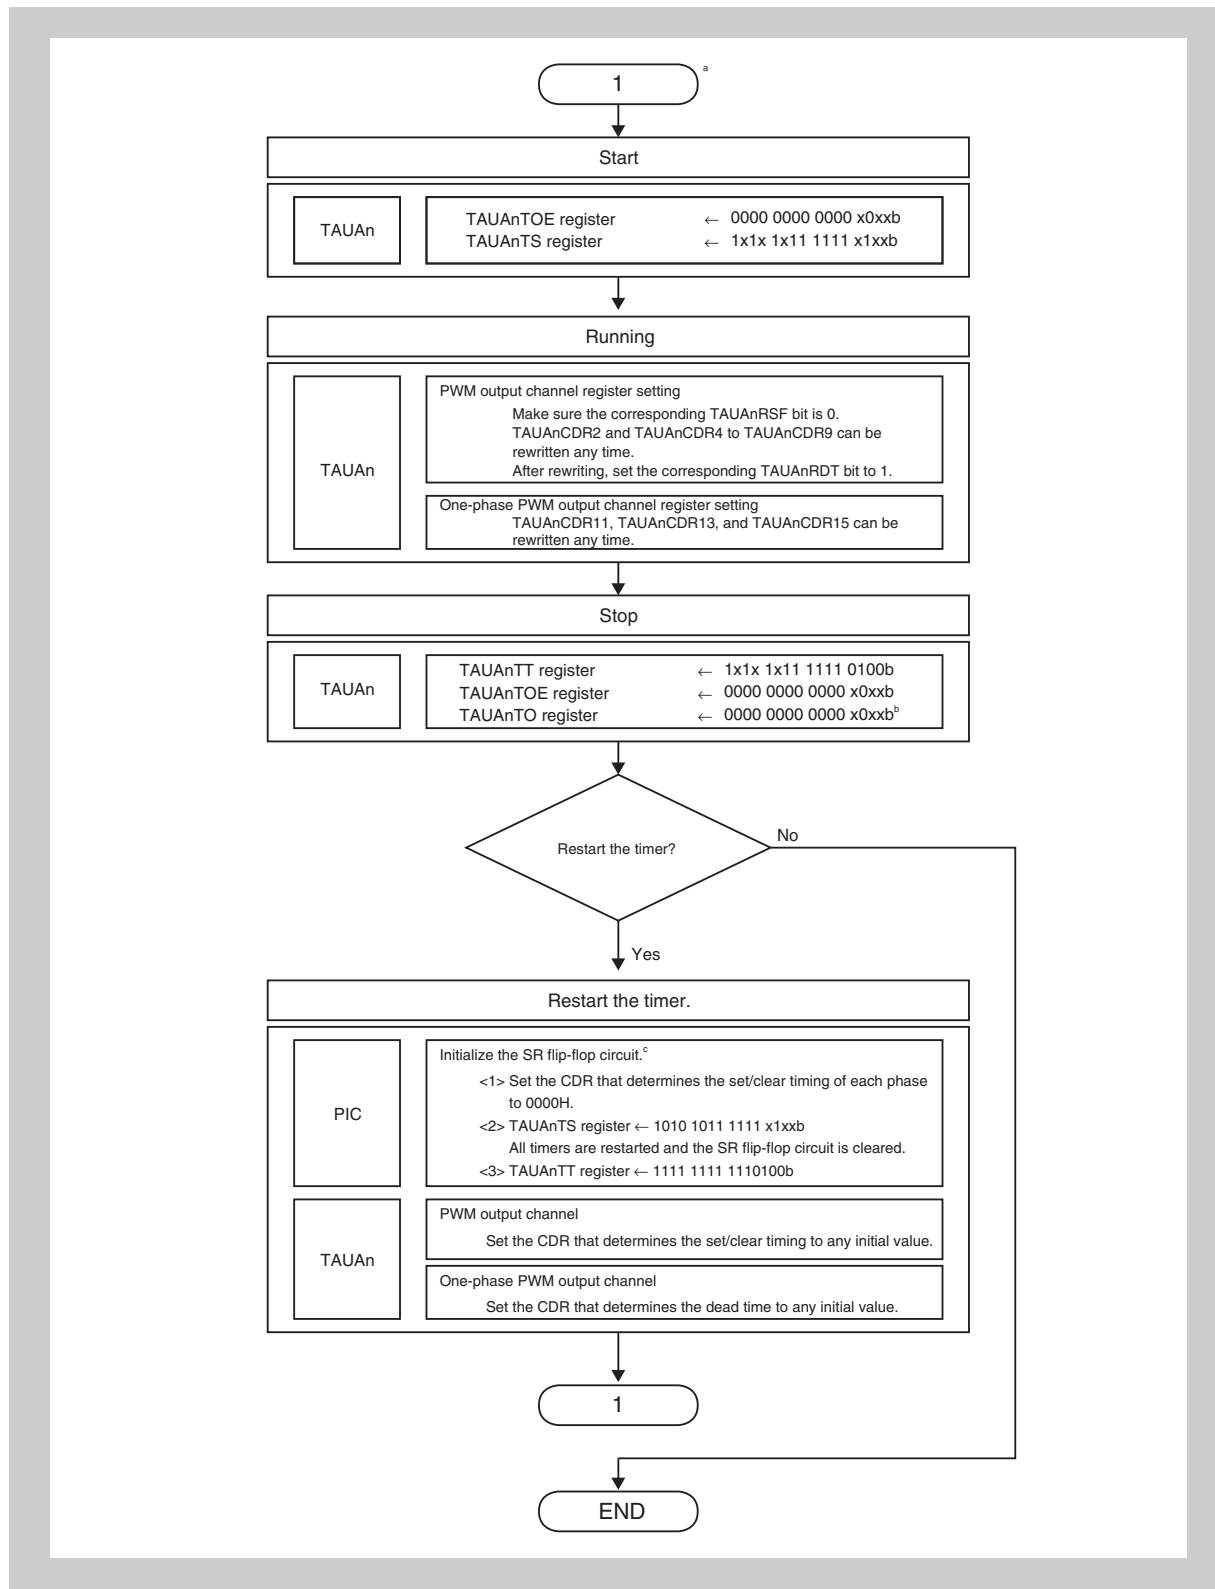 1 a
Start
TAUAn
TAUAnTOE register ← 0000 0000 0000 x0xxb
TAUAnTS register ← 1x1x 1x11 1111 x1xxb
Running
TAUAn
PWM output channel register setting
Make sure the corresponding TAUAnRSF bit is 0.
TAUAnCDR2 and TAUAnCDR4 to TAUAnCDR9 can be
rewritten any time.
After rewriting, set the corresponding TAUAnRDT bit to 1.
One-phase PWM output channel register setting
TAUAnCDR11, TAUAnCDR13, and TAUAnCDR15 can be
rewritten any time.
Stop
TAUAn
TAUAnTT register ← 1x1x 1x11 1111 0100b
TAUAnTOE register ← 0000 0000 0000 x0xxb
TAUAnTO register ← 0000 0000 0000 x0xxb b
Restart the timer?
No
Yes
Restart the timer.
PIC
Initialize the SR flip-flop circuit. c
<1> Set the CDR that determines the set/clear timing of each phase
to 0000H.
<2> TAUAnTS register ← 1010 1011 1111 x1xxb
All timers are restarted and the SR flip-flop circuit is cleared.
<3> TAUAnTT register ← 1111 1111 1110100b
TAUAn
PWM output channel
Set the CDR that determines the set/clear timing to any initial value.
One-phase PWM output channel
Set the CDR that determines the dead time to any initial value.
1
END